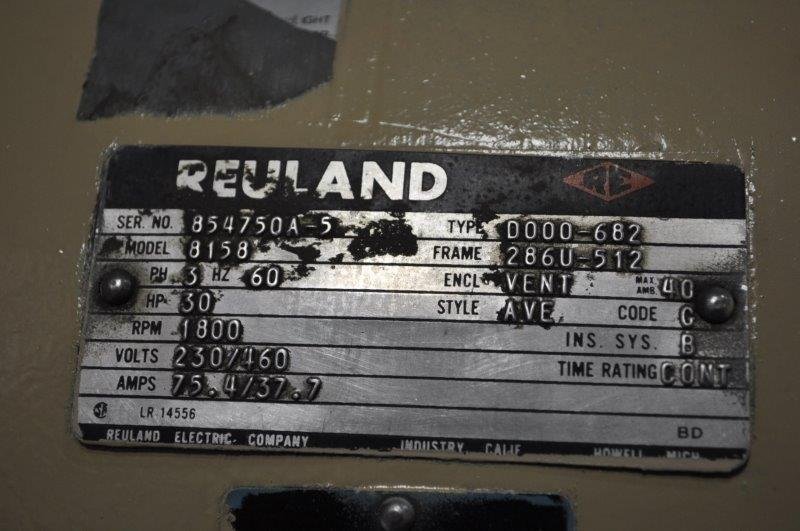 REULAND
RE
SER. NO. 854750A-5 TYPE D000-682
MODEL 8158 FRAME 286U-512
PH 3 HZ 60 ENCL VENT MAX. AMB. 40
HP 30 STYLE AVE CODE G
RPM 1800 INS. SYS. B
VOLTS 230/460 TIME RATING CONT
AMPS 75.4/37.7
LR 14556 BD
REULAND ELECTRIC COMPANY INDUSTRY, CALIF. HOWELL, MICH.